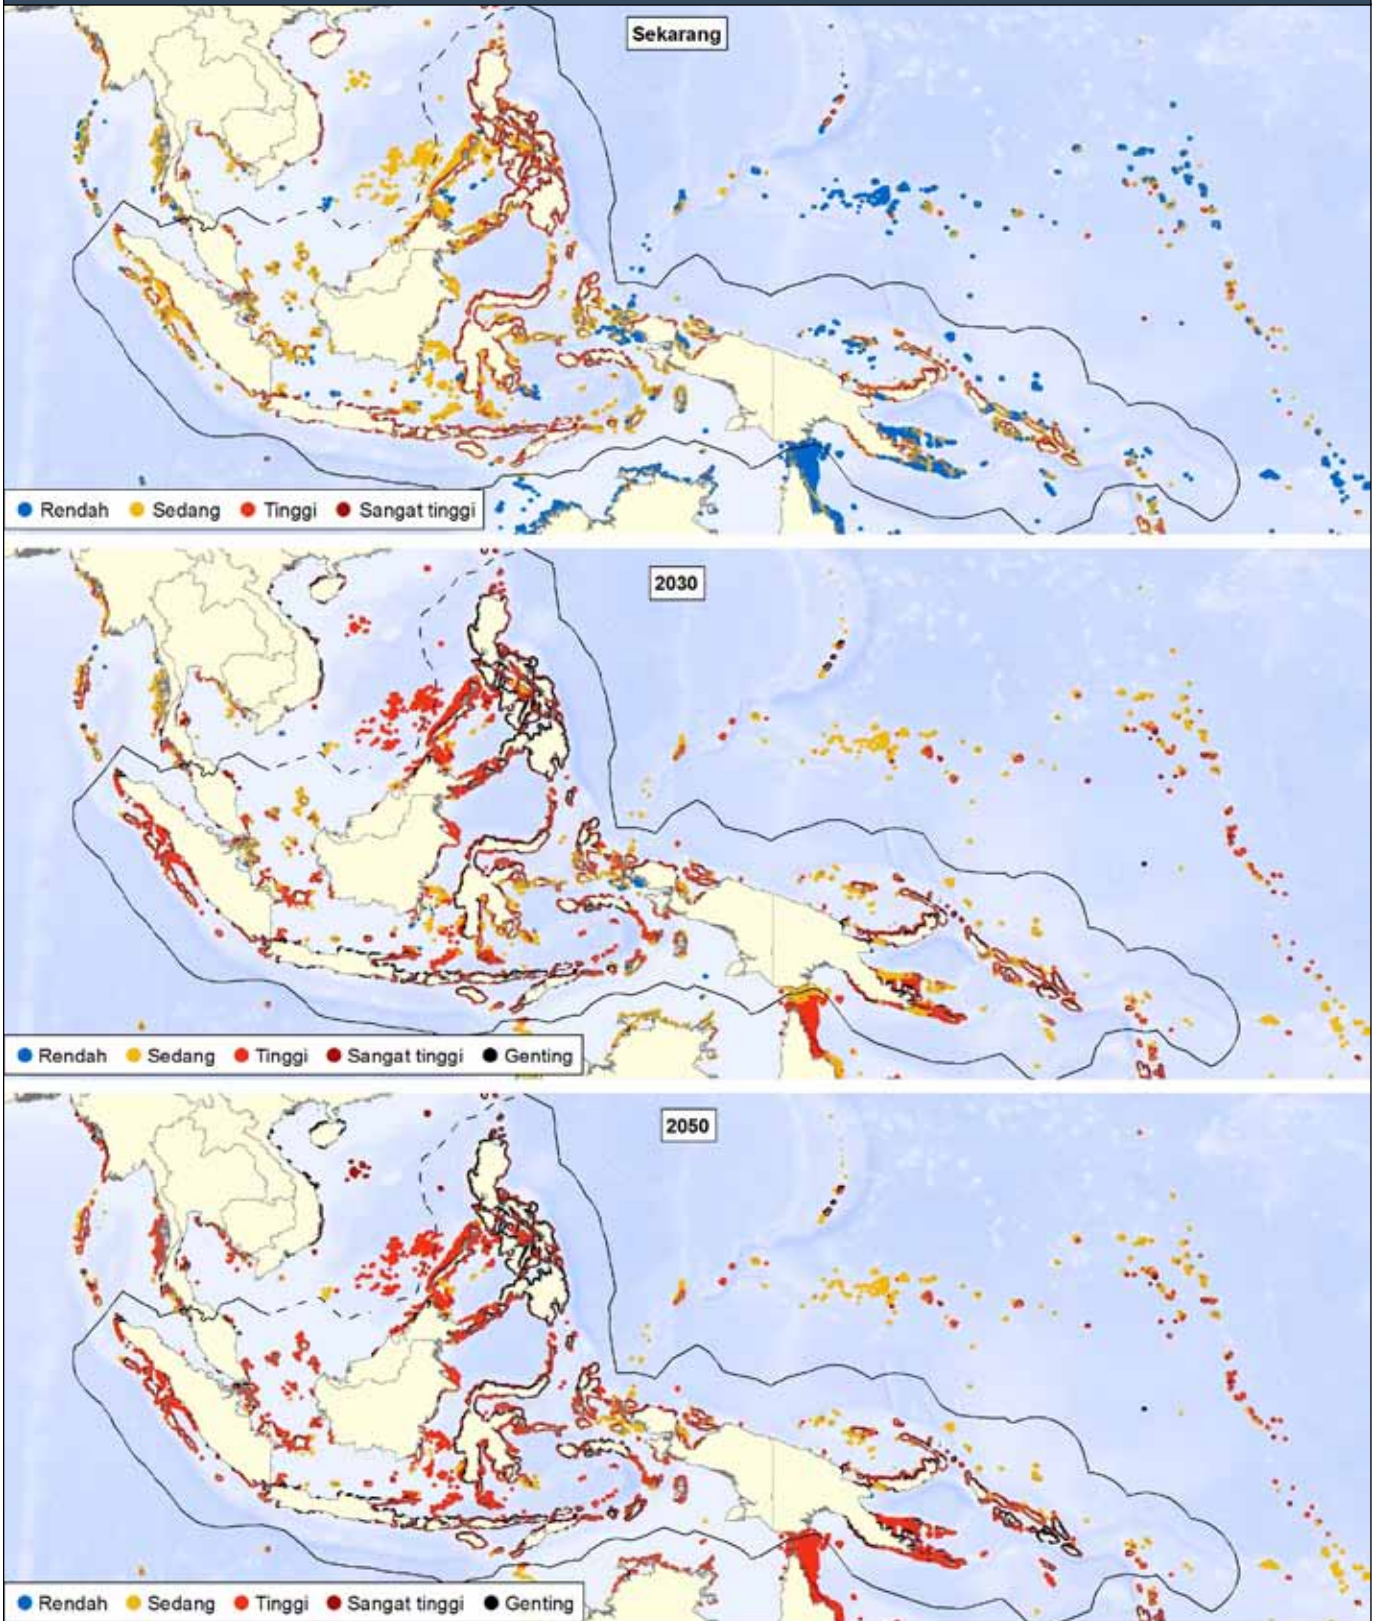 Sekarang
Rendah Sedang Tinggi Sangat tinggi
2030
Rendah Sedang Tinggi Sangat tinggi Genting
2050
Rendah Sedang Tinggi Sangat tinggi Genting